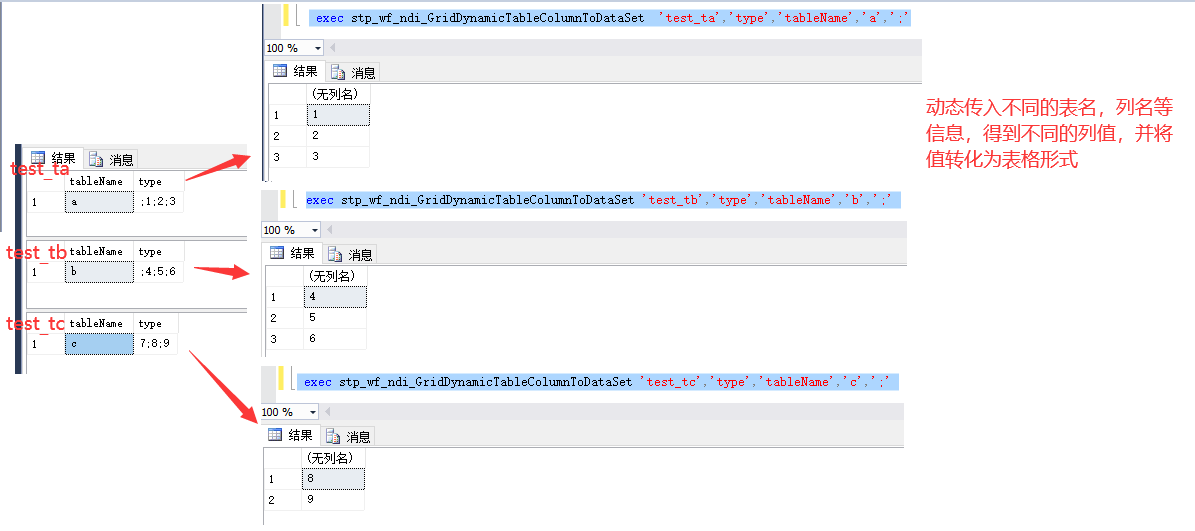 test_ta
结果 消息
tableName type
1 a ;1;2;3
test_tb
tableName type
1 b ;4;5;6
test_tc
tableName type
1 c 7;8;9
exec stp_wf_ndi_GridDynamicTableColumnToDataSet 'test_ta','type','tableName','a',';'
100 %
结果 消息
(无列名)
1 1
2 2
3 3
exec stp_wf_ndi_GridDynamicTableColumnToDataSet 'test_tb','type','tableName','b',';'
100 %
结果 消息
(无列名)
1 4
2 5
3 6
exec stp_wf_ndi_GridDynamicTableColumnToDataSet 'test_tc','type','tableName','c',';'
100 %
结果 消息
(无列名)
1 8
2 9
动态传入不同的表名，列名等
信息，得到不同的列值，并将
值转化为表格形式